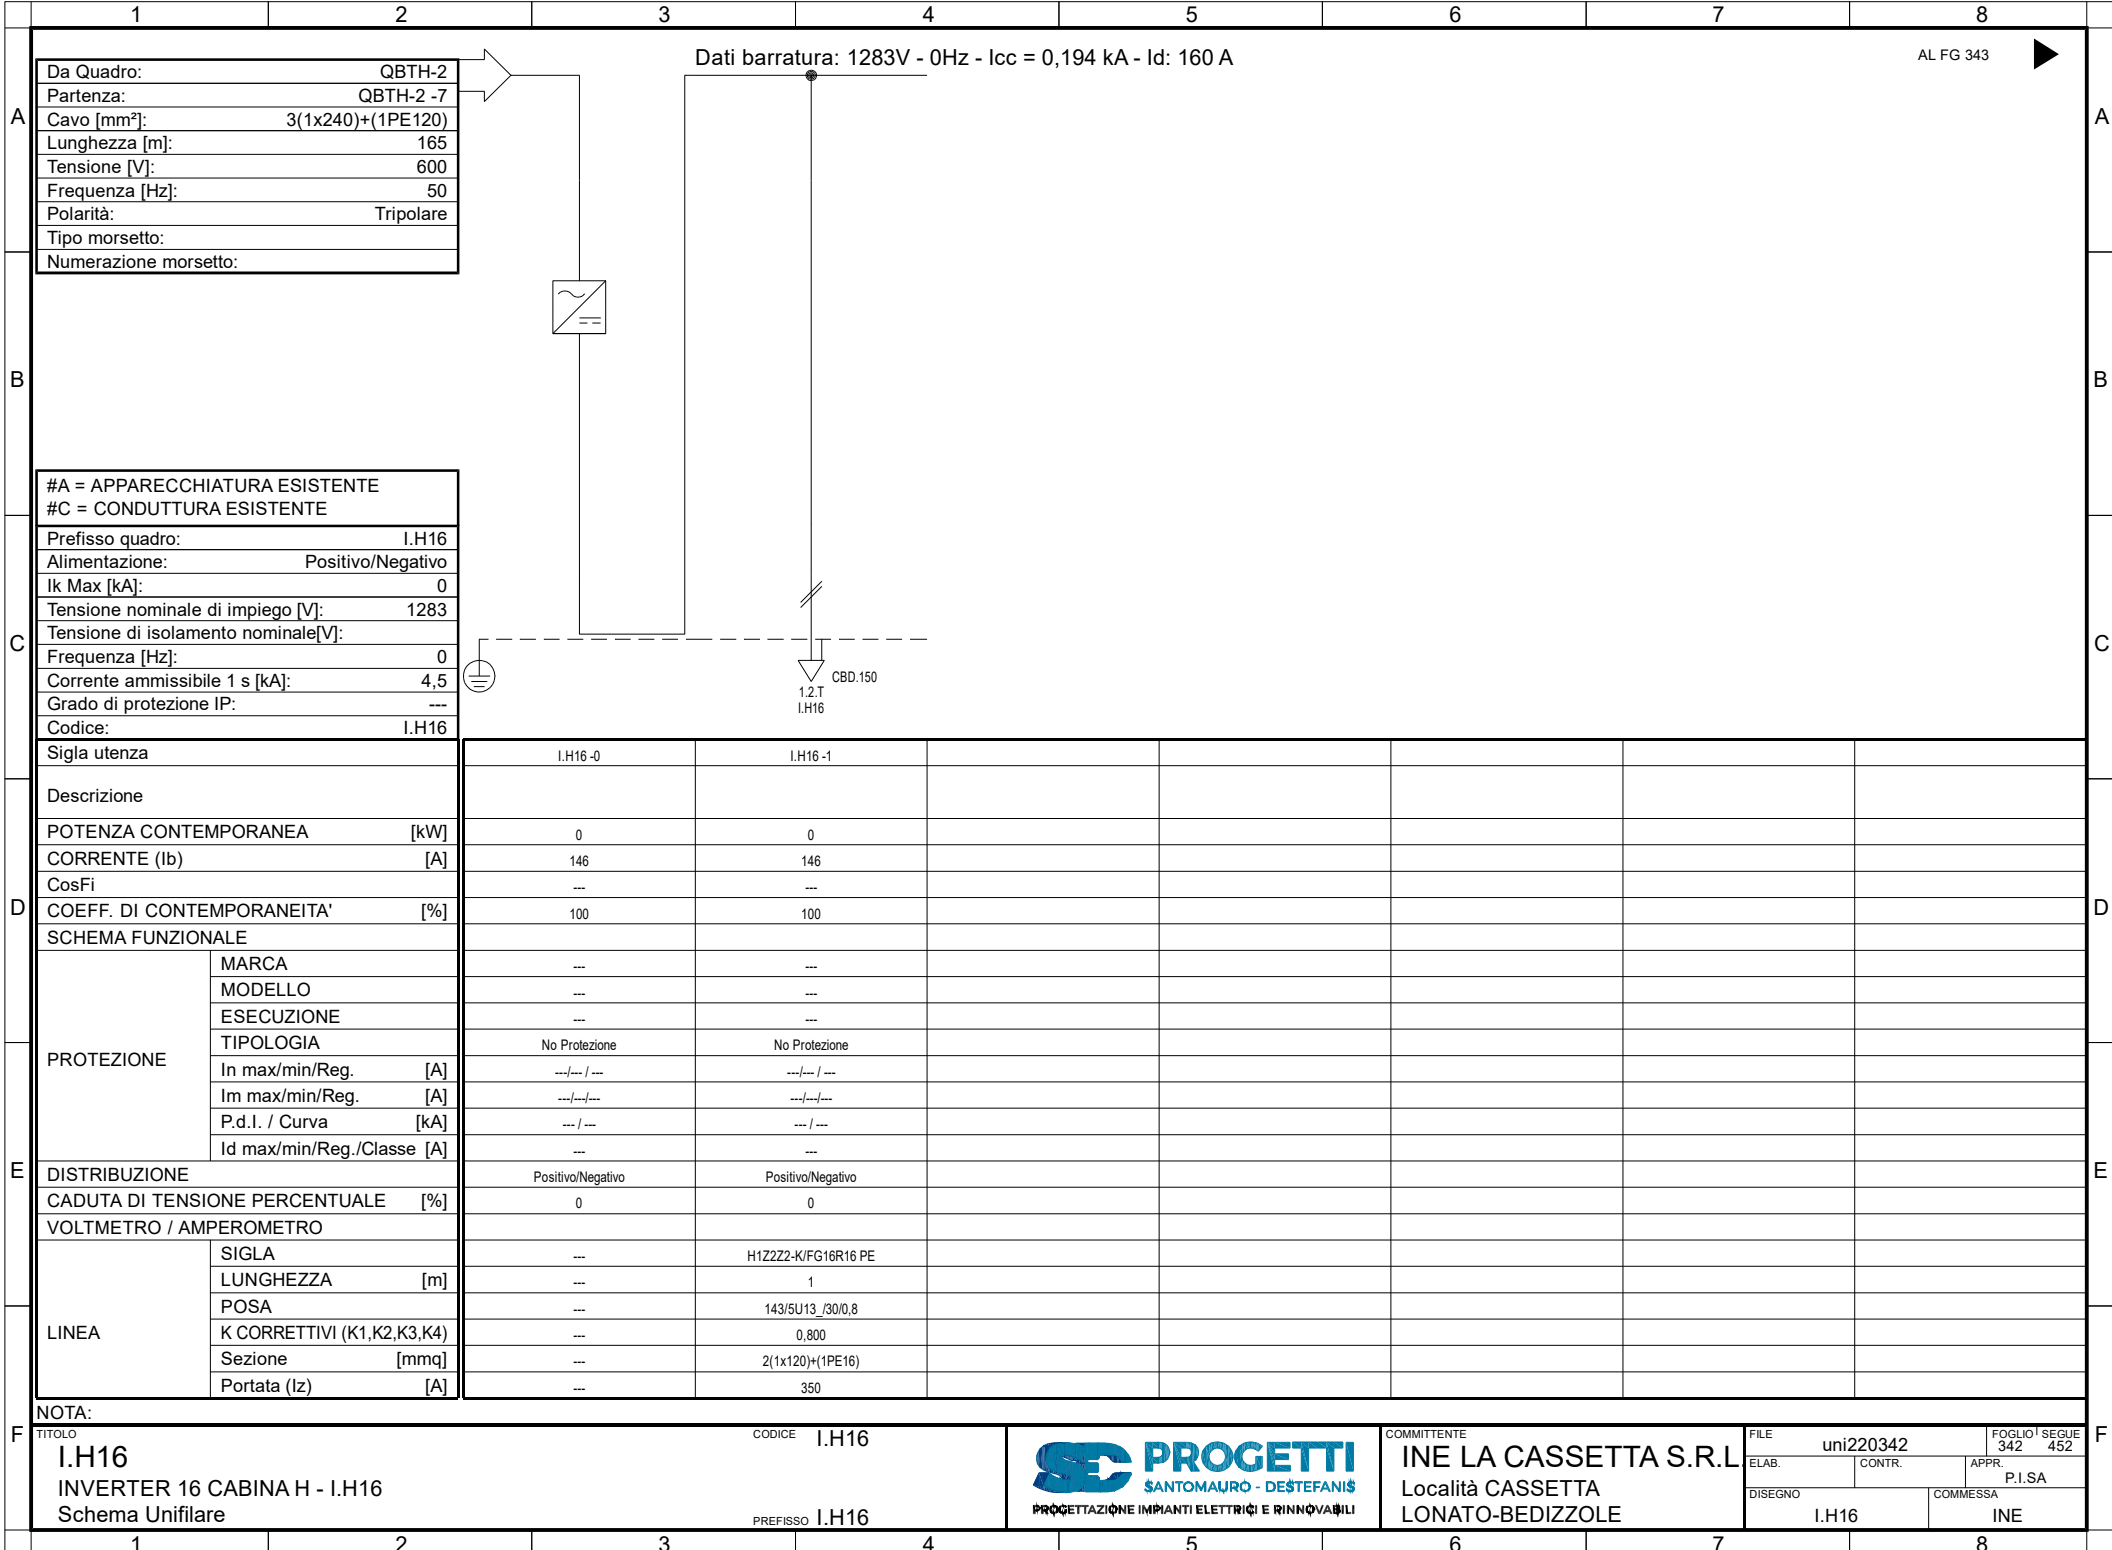 1 2 3 4 5 6 7 8
Dati barratura: 1283V - 0Hz - Icc = 0,194 kA - Id: 160 A
AL FG 343
Da Quadro: QBTH-2
Partenza: QBTH-2 -7
A A
Cavo [mm²]: 3(1x240)+(1PE120)
Lunghezza [m]: 165
Tensione [V]: 600
Frequenza [Hz]: 50
Polarità: Tripolare
Tipo morsetto:
Numerazione morsetto:
B B
#A = APPARECCHIATURA ESISTENTE
#C = CONDUTTURA ESISTENTE
Prefisso quadro: I.H16
Alimentazione: Positivo/Negativo
Ik Max [kA]: 0
Tensione nominale di impiego [V]: 1283
Tensione di isolamento nominale[V]:
C C
Frequenza [Hz]: 0
Corrente ammissibile 1 s [kA]: 4,5
Grado di protezione IP: ---
Codice: I.H16
CBD.150
1.2.T
I.H16
Sigla utenza I.H16 -0 I.H16 -1
Descrizione
POTENZA CONTEMPORANEA [kW] 0 0
CORRENTE (Ib) [A] 146 146
CosFi --- ---
D D
COEFF. DI CONTEMPORANEITA' [%] 100 100
SCHEMA FUNZIONALE
PROTEZIONE
MARCA --- ---
MODELLO --- ---
ESECUZIONE --- ---
TIPOLOGIA No Protezione No Protezione
In max/min/Reg. [A] ---/--- / --- ---/--- / ---
Im max/min/Reg. [A] ---/---/--- ---/---/---
P.d.I. / Curva [kA] --- / --- --- / ---
Id max/min/Reg./Classe [A] --- ---
E E
DISTRIBUZIONE Positivo/Negativo Positivo/Negativo
CADUTA DI TENSIONE PERCENTUALE [%] 0 0
VOLTMETRO / AMPEROMETRO
LINEA
SIGLA --- H1Z2Z2-K/FG16R16 PE
LUNGHEZZA [m] --- 1
POSA --- 143/5U13_/30/0,8
K CORRETTIVI (K1,K2,K3,K4) --- 0,800
Sezione [mmq] --- 2(1x120)+(1PE16)
Portata (Iz) [A] --- 350
NOTA:
F F
TITOLO
I.H16
INVERTER 16 CABINA H - I.H16
Schema Unifilare
CODICE I.H16
PREFISSO I.H16
PROGETTI
SANTOMAURO - DESTEFANIS
PROGETTAZIONE IMPIANTI ELETTRICI E RINNOVABILI
COMMITTENTE
INE LA CASSETTA S.R.L.
Località CASSETTA
LONATO-BEDIZZOLE
FILE uni220342
FOGLIO 342 SEGUE 452
ELAB. CONTR. APPR. P.I.SA
DISEGNO I.H16
COMMESSA INE
1 2 3 4 5 6 7 8